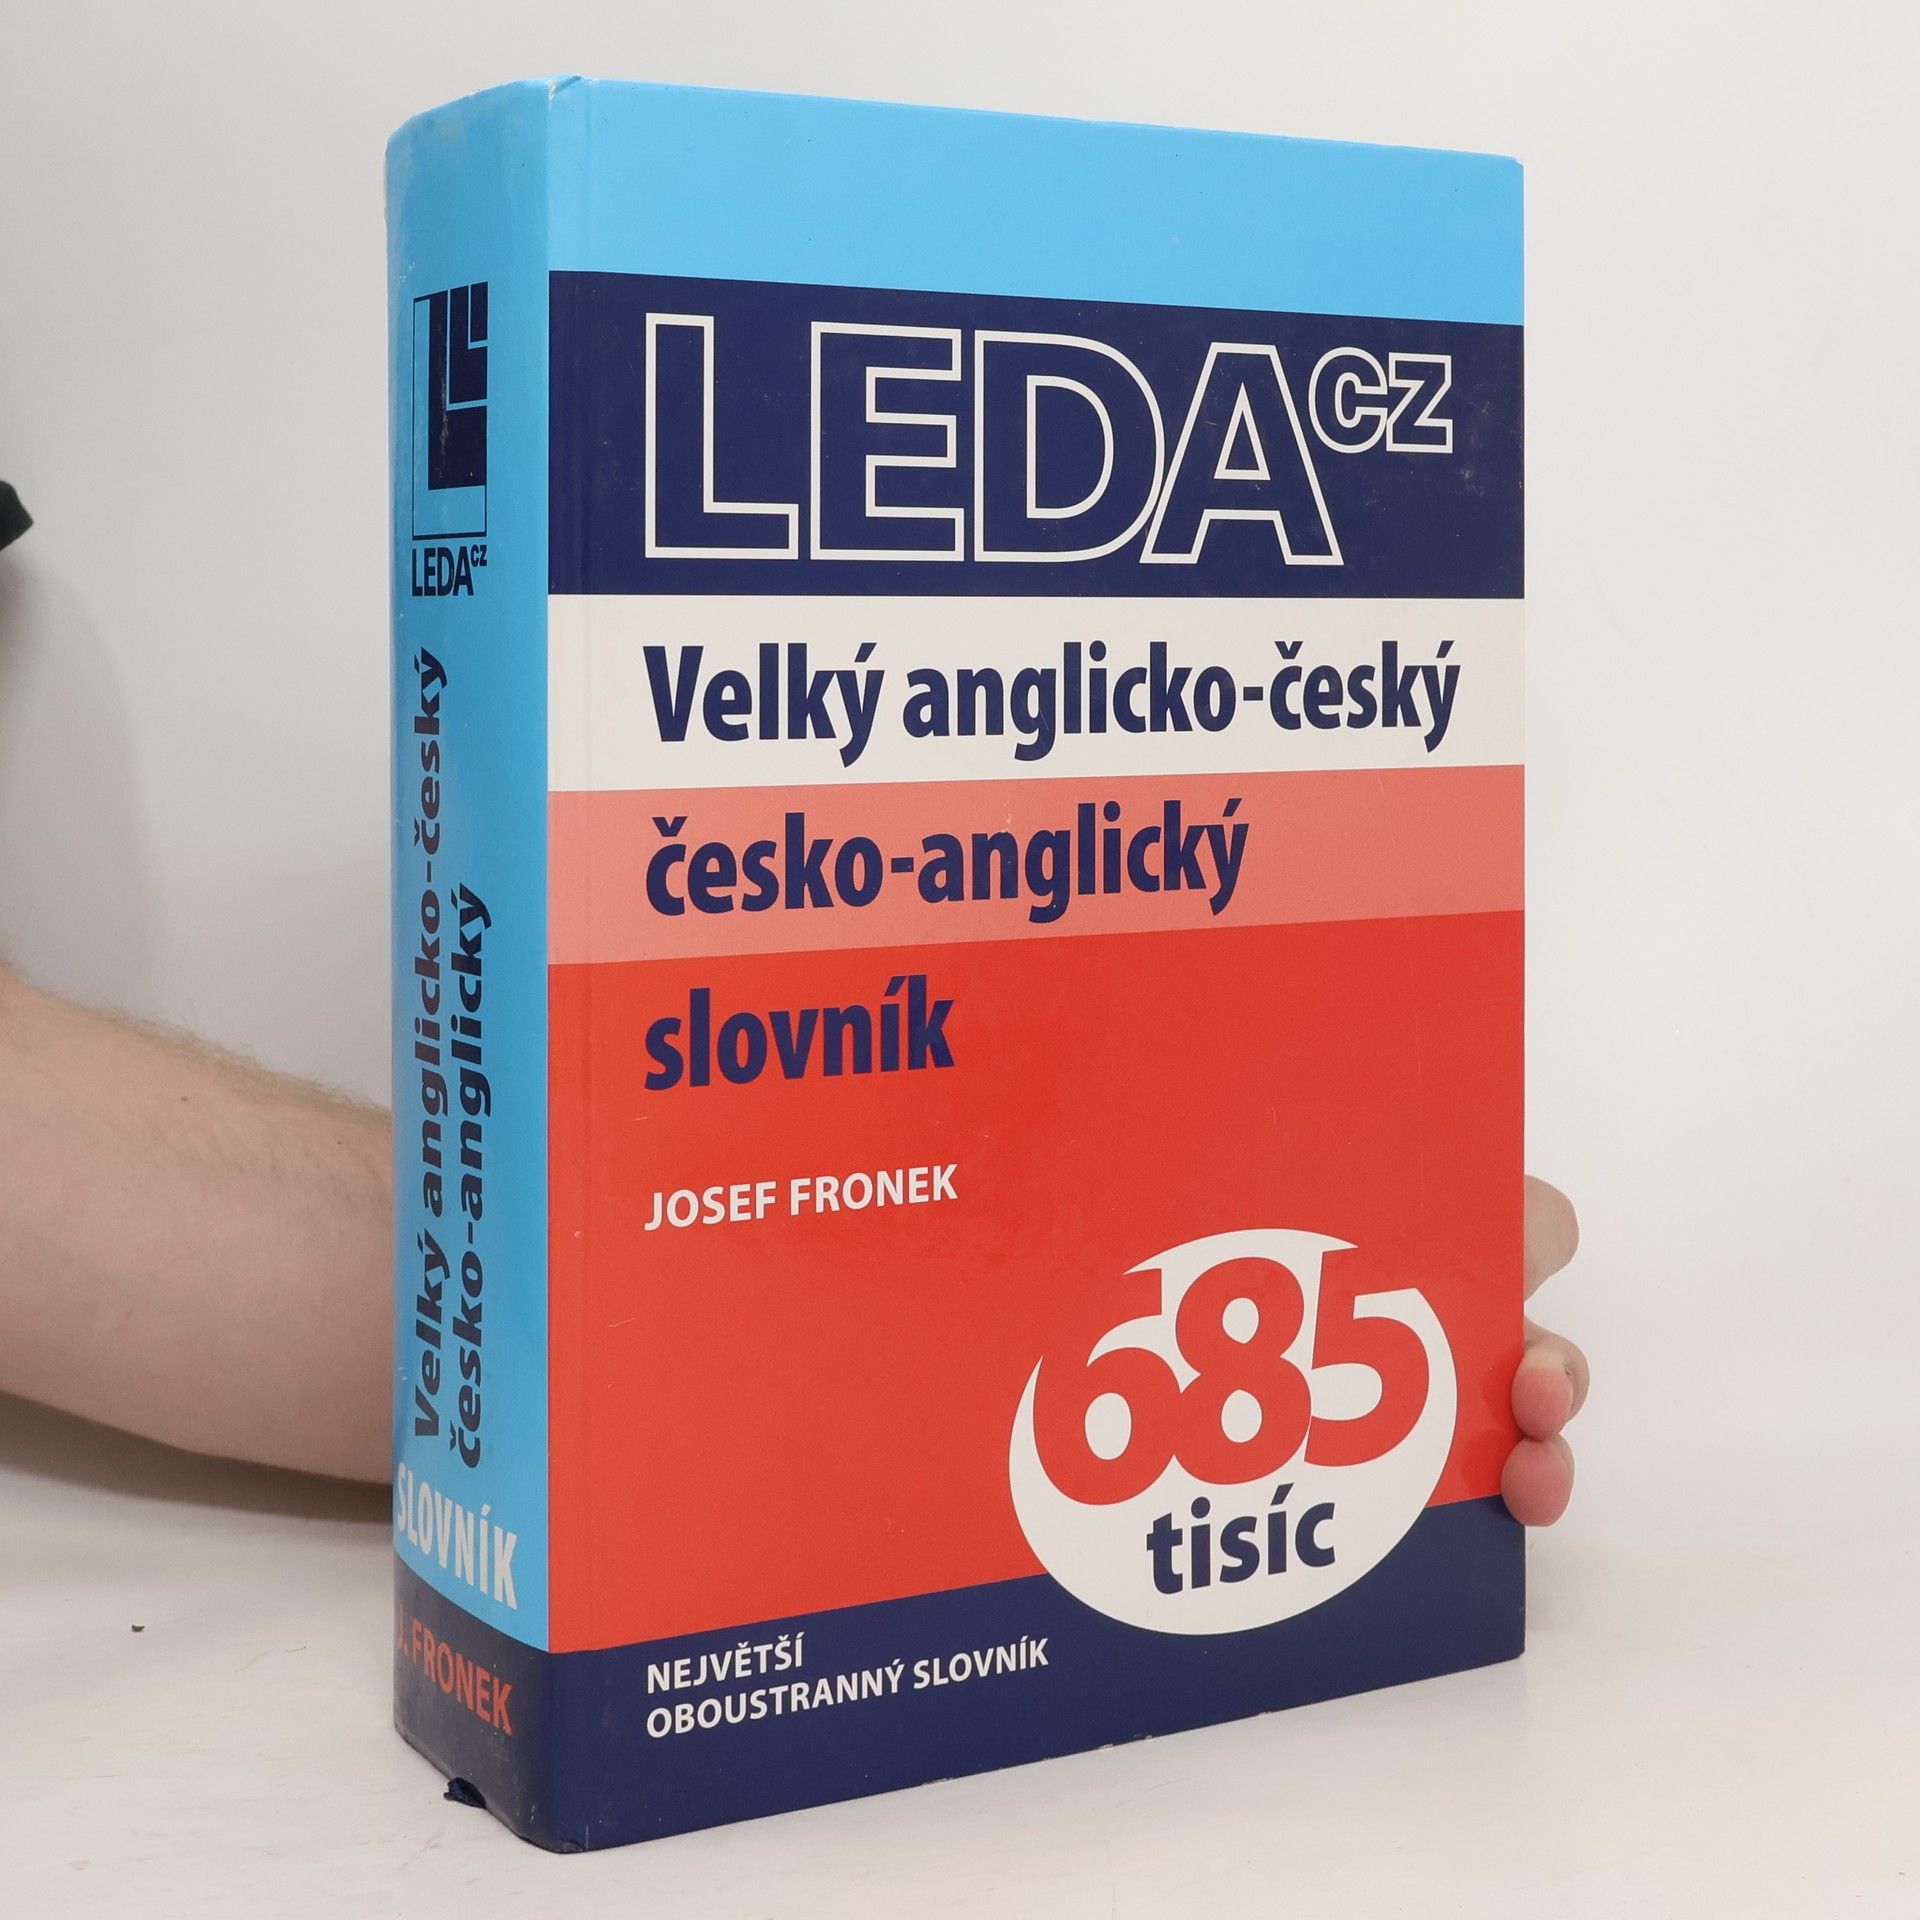 LEDA CZ
Velký anglicko-český
česko-anglický
SLOVNÍK
J. FRONEK
LEDA CZ
Velký anglicko-český
česko-anglický
slovník
JOSEF FRONEK
685
tisíc
NEJVĚTŠÍ
OBOUSTRANNÝ SLOVNÍK